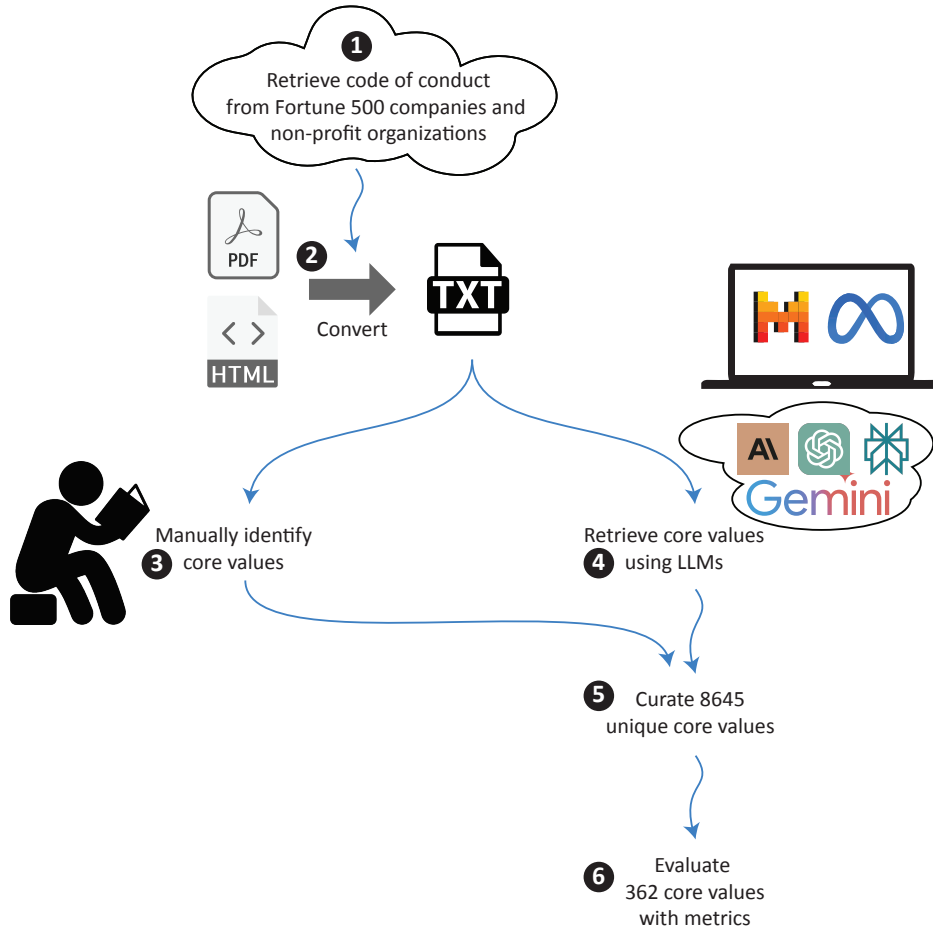 1
Retrieve code of conduct
from Fortune 500 companies and
non-profit organizations
PDF
2
Convert
HTML
TXT
A\
Gemini
Manually identify
3 core values
Retrieve core values
4 using LLMs
5 Curate 8645
unique core values
6 Evaluate
362 core values
with metrics